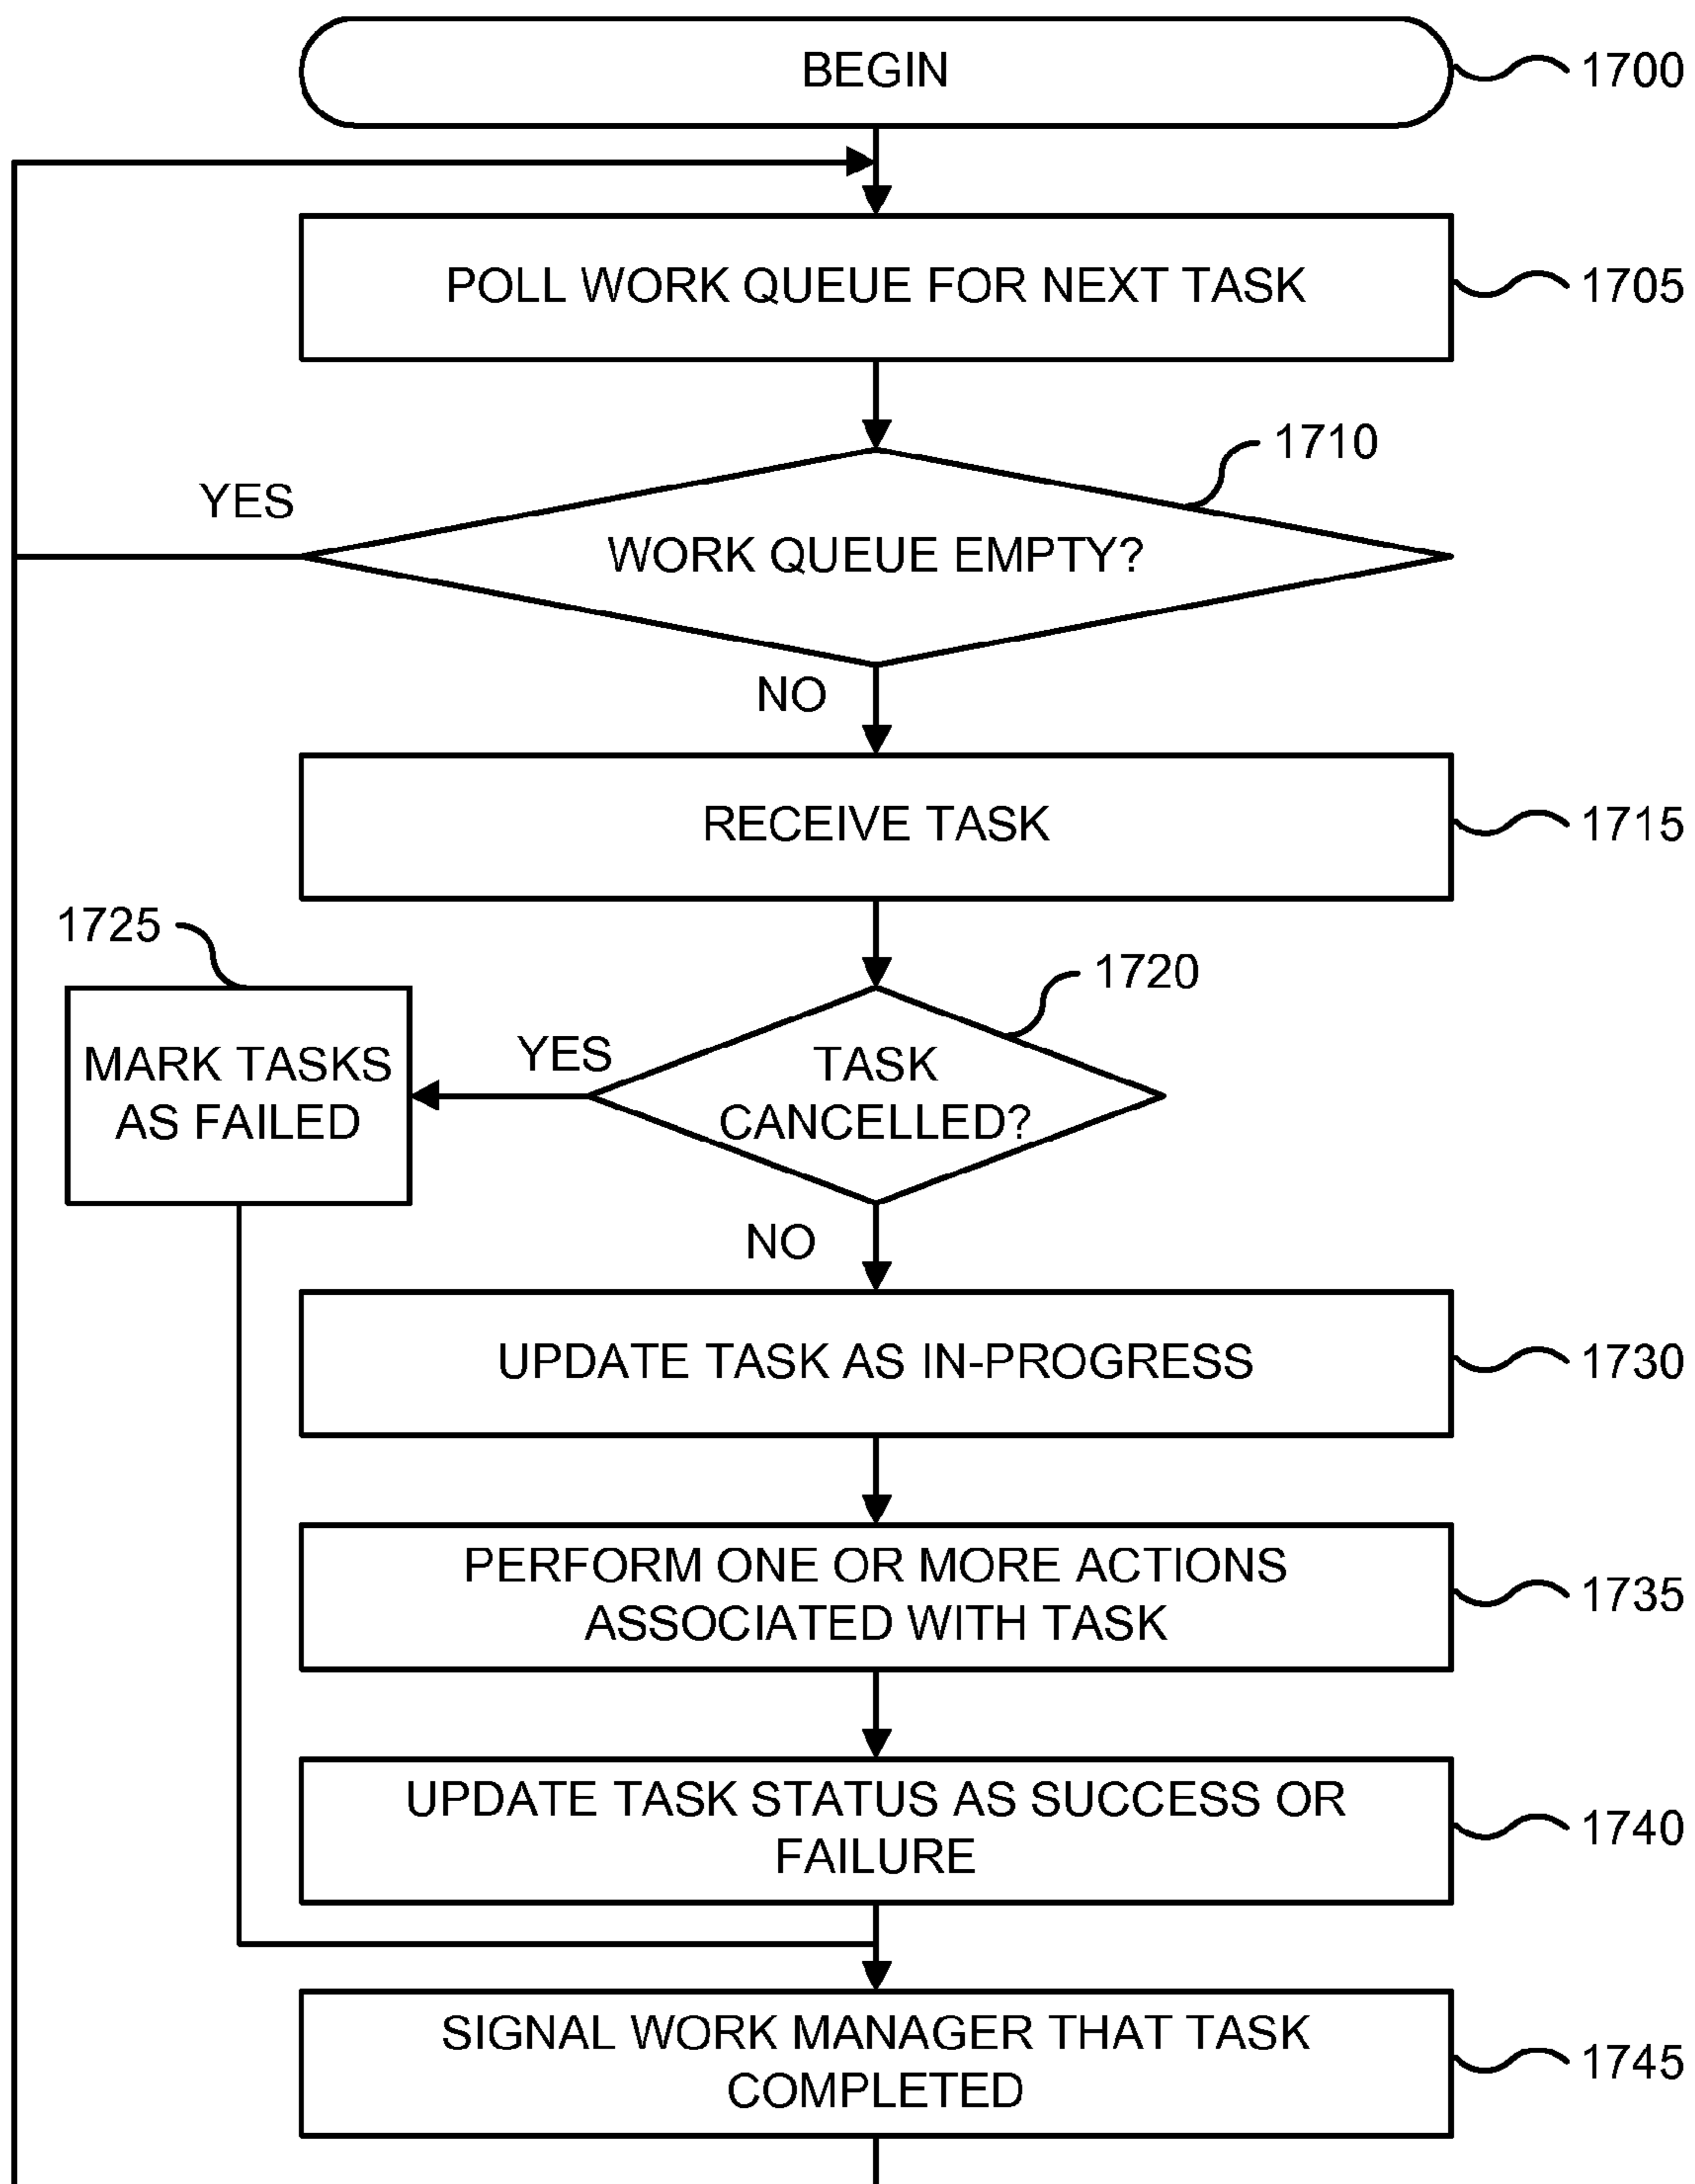 BEGIN
1700
POLL WORK QUEUE FOR NEXT TASK
1705
1710
YES
WORK QUEUE EMPTY?
NO
RECEIVE TASK
1715
1725
1720
MARK TASKS
AS FAILED
YES
TASK
CANCELLED?
NO
UPDATE TASK AS IN-PROGRESS
1730
PERFORM ONE OR MORE ACTIONS
ASSOCIATED WITH TASK
1735
UPDATE TASK STATUS AS SUCCESS OR
FAILURE
1740
SIGNAL WORK MANAGER THAT TASK
COMPLETED
1745